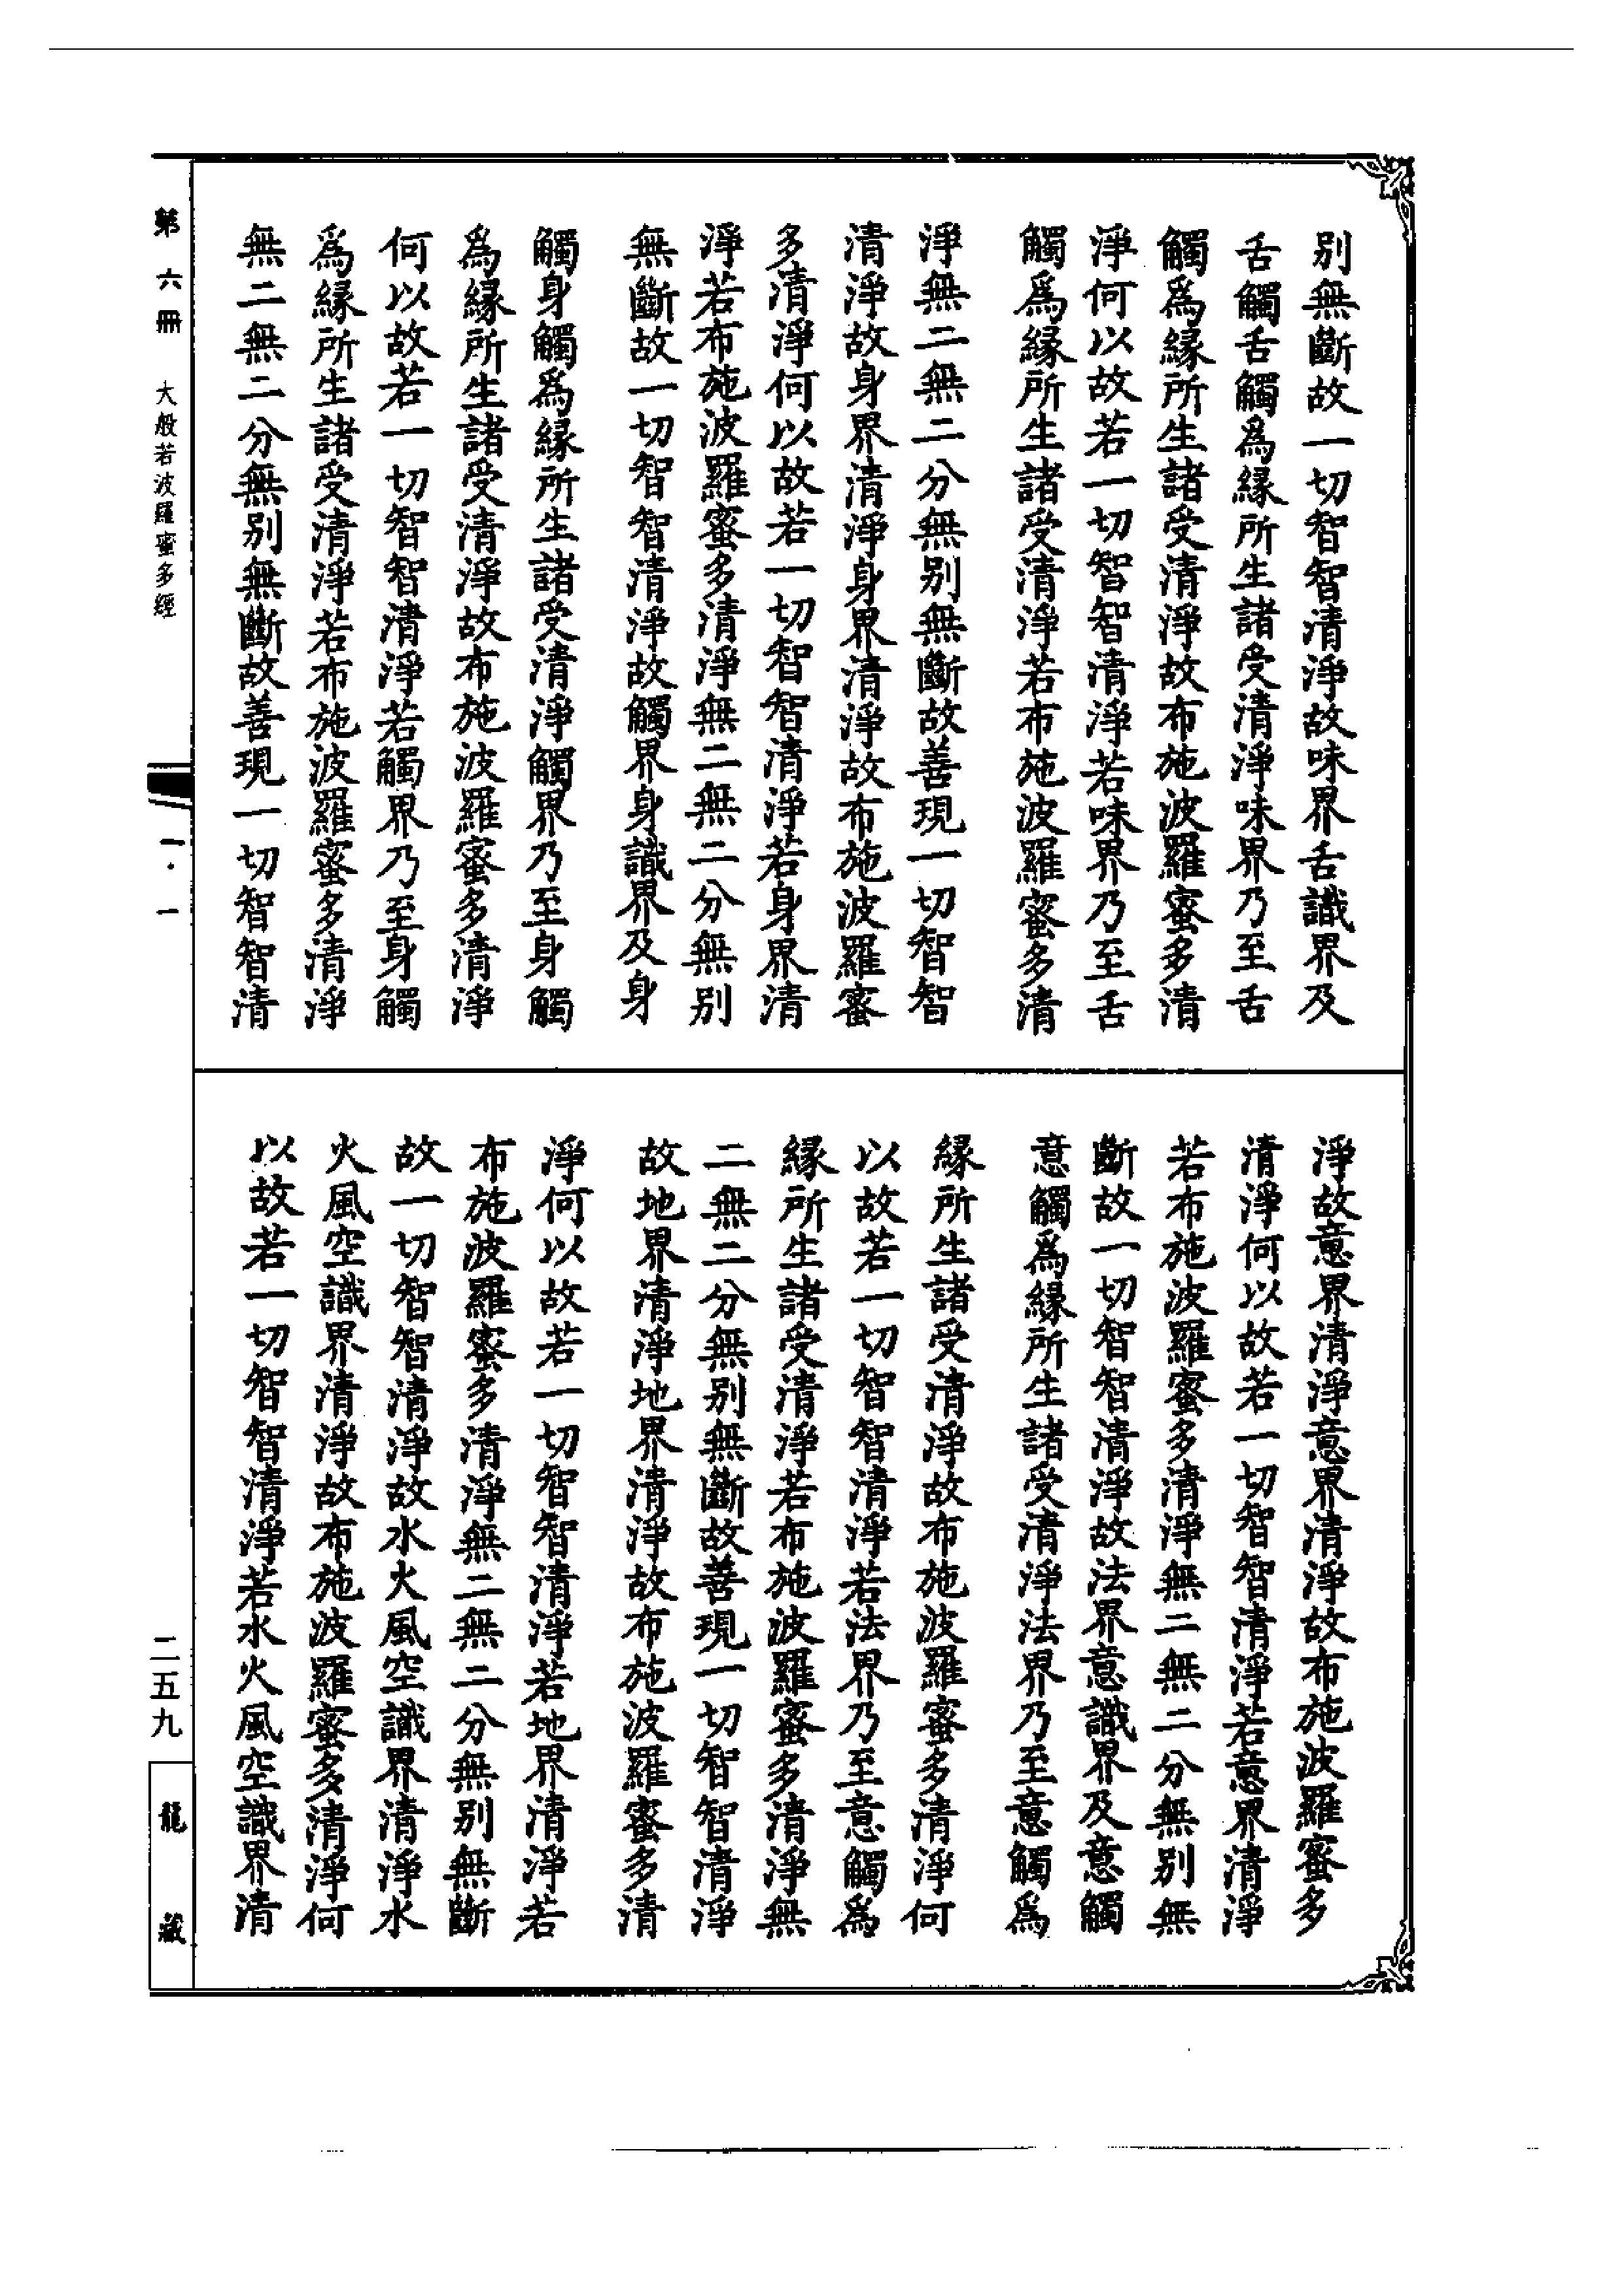 别無斷故一切智智清淨故味界舌識界及
舌觸舌觸爲緣所生諸受清淨味界乃至舌
觸爲緣所生諸受清淨故布施波羅蜜多清
淨何以故若一切智智清淨若味界乃至舌
觸爲緣所生諸受清淨若布施波羅蜜多清
淨無二無二分無别無斷故善現一切智智
清淨故身界清淨身界清淨故布施波羅蜜
多清淨何以故若一切智智清淨若身界清
淨若布施波羅蜜多清淨無二無二分無别
無斷故一切智智清淨故觸界身識界及身
觸身觸爲緣所生諸受清淨觸界乃至身觸
爲緣所生諸受清淨故布施波羅蜜多清淨
何以故若一切智智清淨若觸界乃至身觸
爲緣所生諸受清淨若布施波羅蜜多清淨
無二無二分無别無斷故善現一切智智清
淨故意界清淨意界清淨故布施波羅蜜多
清淨何以故若一切智智清淨若意界清淨
若布施波羅蜜多清淨無二無二分無别無
斷故一切智智清淨故法界意識界及意觸
意觸爲緣所生諸受清淨法界乃至意觸爲
緣所生諸受清淨故布施波羅蜜多清淨何
以故若一切智智清淨若法界乃至意觸爲
緣所生諸受清淨若布施波羅蜜多清淨無
二無二分無别無斷故善現一切智智清淨
故地界清淨地界清淨故布施波羅蜜多清
淨何以故若一切智智清淨若地界清淨若
布施波羅蜜多清淨無二無二分無别無斷
故一切智智清淨故水火風空識界清淨水
火風空識界清淨故布施波羅蜜多清淨何
以故若一切智智清淨若水火風空識界清
第六冊 大般若波羅蜜多經 一·一 二五九 龍藏